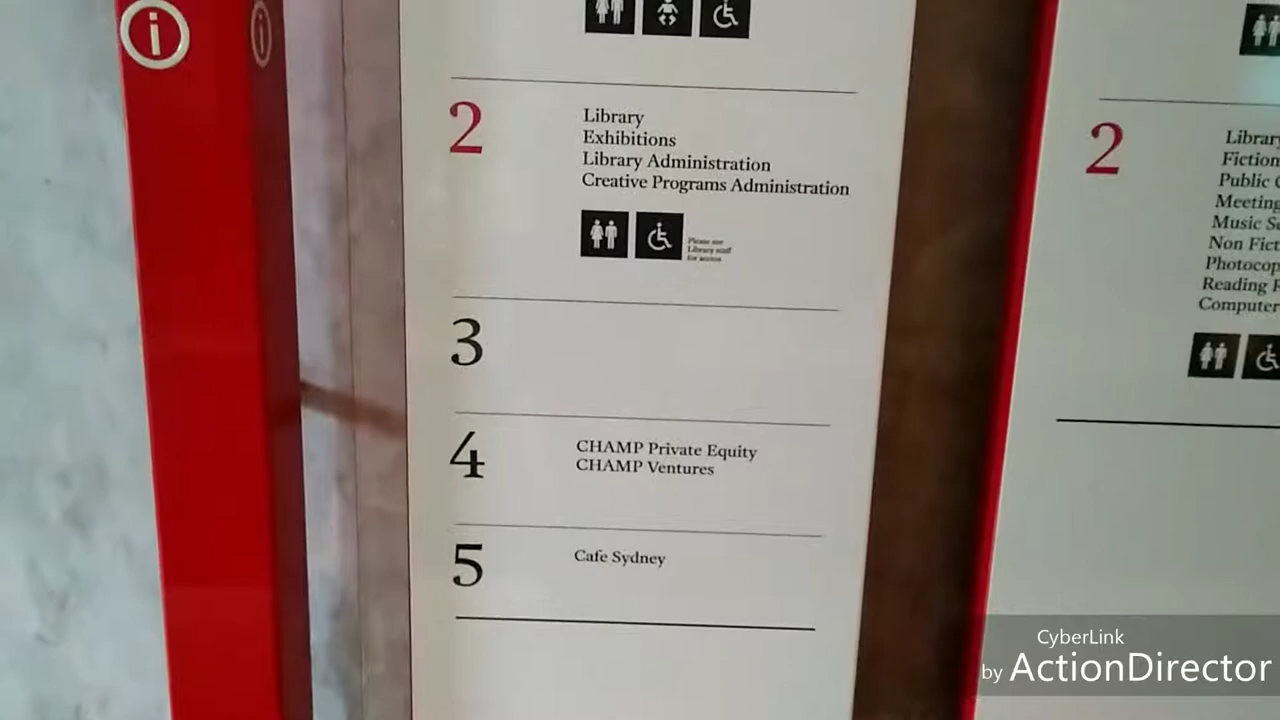 i
i
2
Library
Exhibitions
Library Administration
Creative Programs Administration
Please see
Library staff
for access
3
4
CHAMP Private Equity
CHAMP Ventures
5
Cafe Sydney
2
Library
Fiction
Public
Meeting
Music
Non Fict
Photocop
Reading
Computer
CyberLink
by ActionDirector